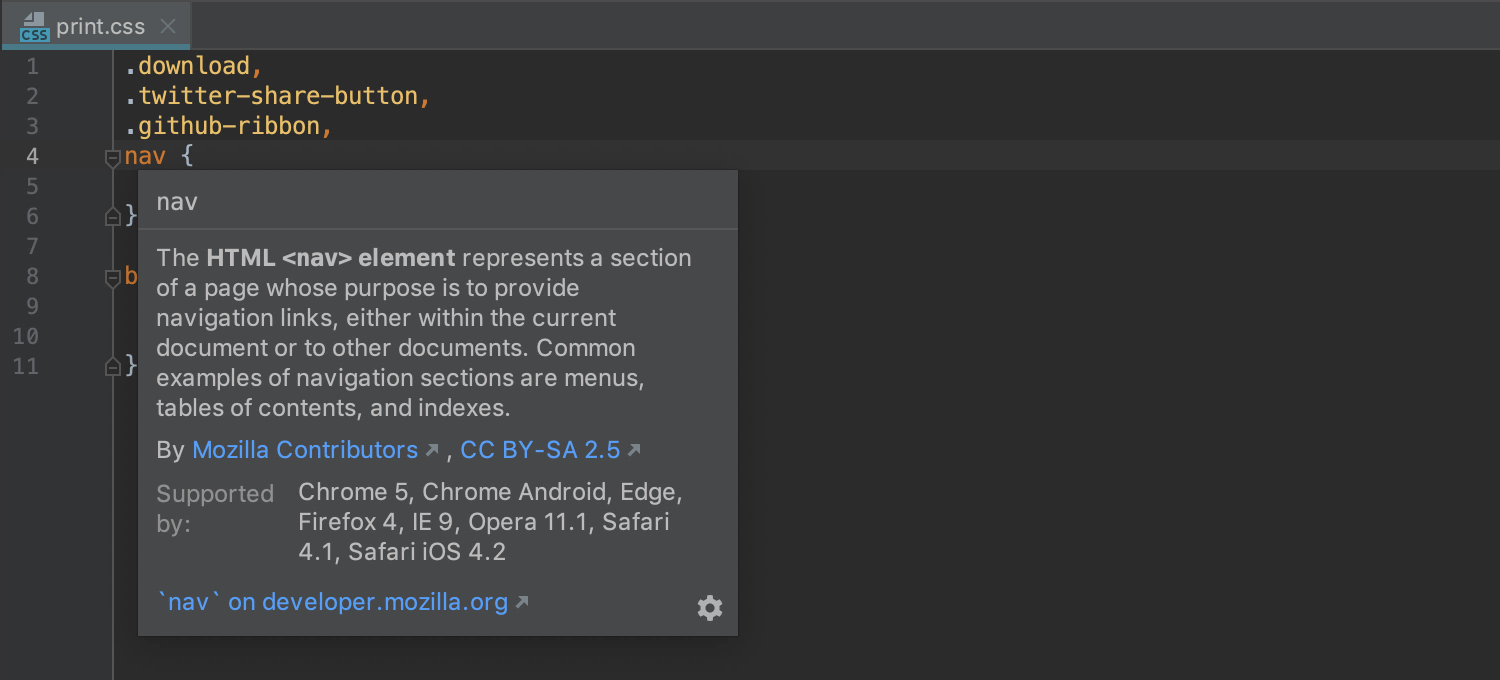 CSS print.css
1 .download,
2 .twitter-share-button,
3 .github-ribbon,
4 nav {
5
6 }
7
8 b
9
10
11 }
nav
The HTML <nav> element represents a section
of a page whose purpose is to provide
navigation links, either within the current
document or to other documents. Common
examples of navigation sections are menus,
tables of contents, and indexes.
By Mozilla Contributors , CC BY-SA 2.5
Supported by:
Chrome 5, Chrome Android, Edge,
Firefox 4, IE 9, Opera 11.1, Safari
4.1, Safari iOS 4.2
`nav` on developer.mozilla.org